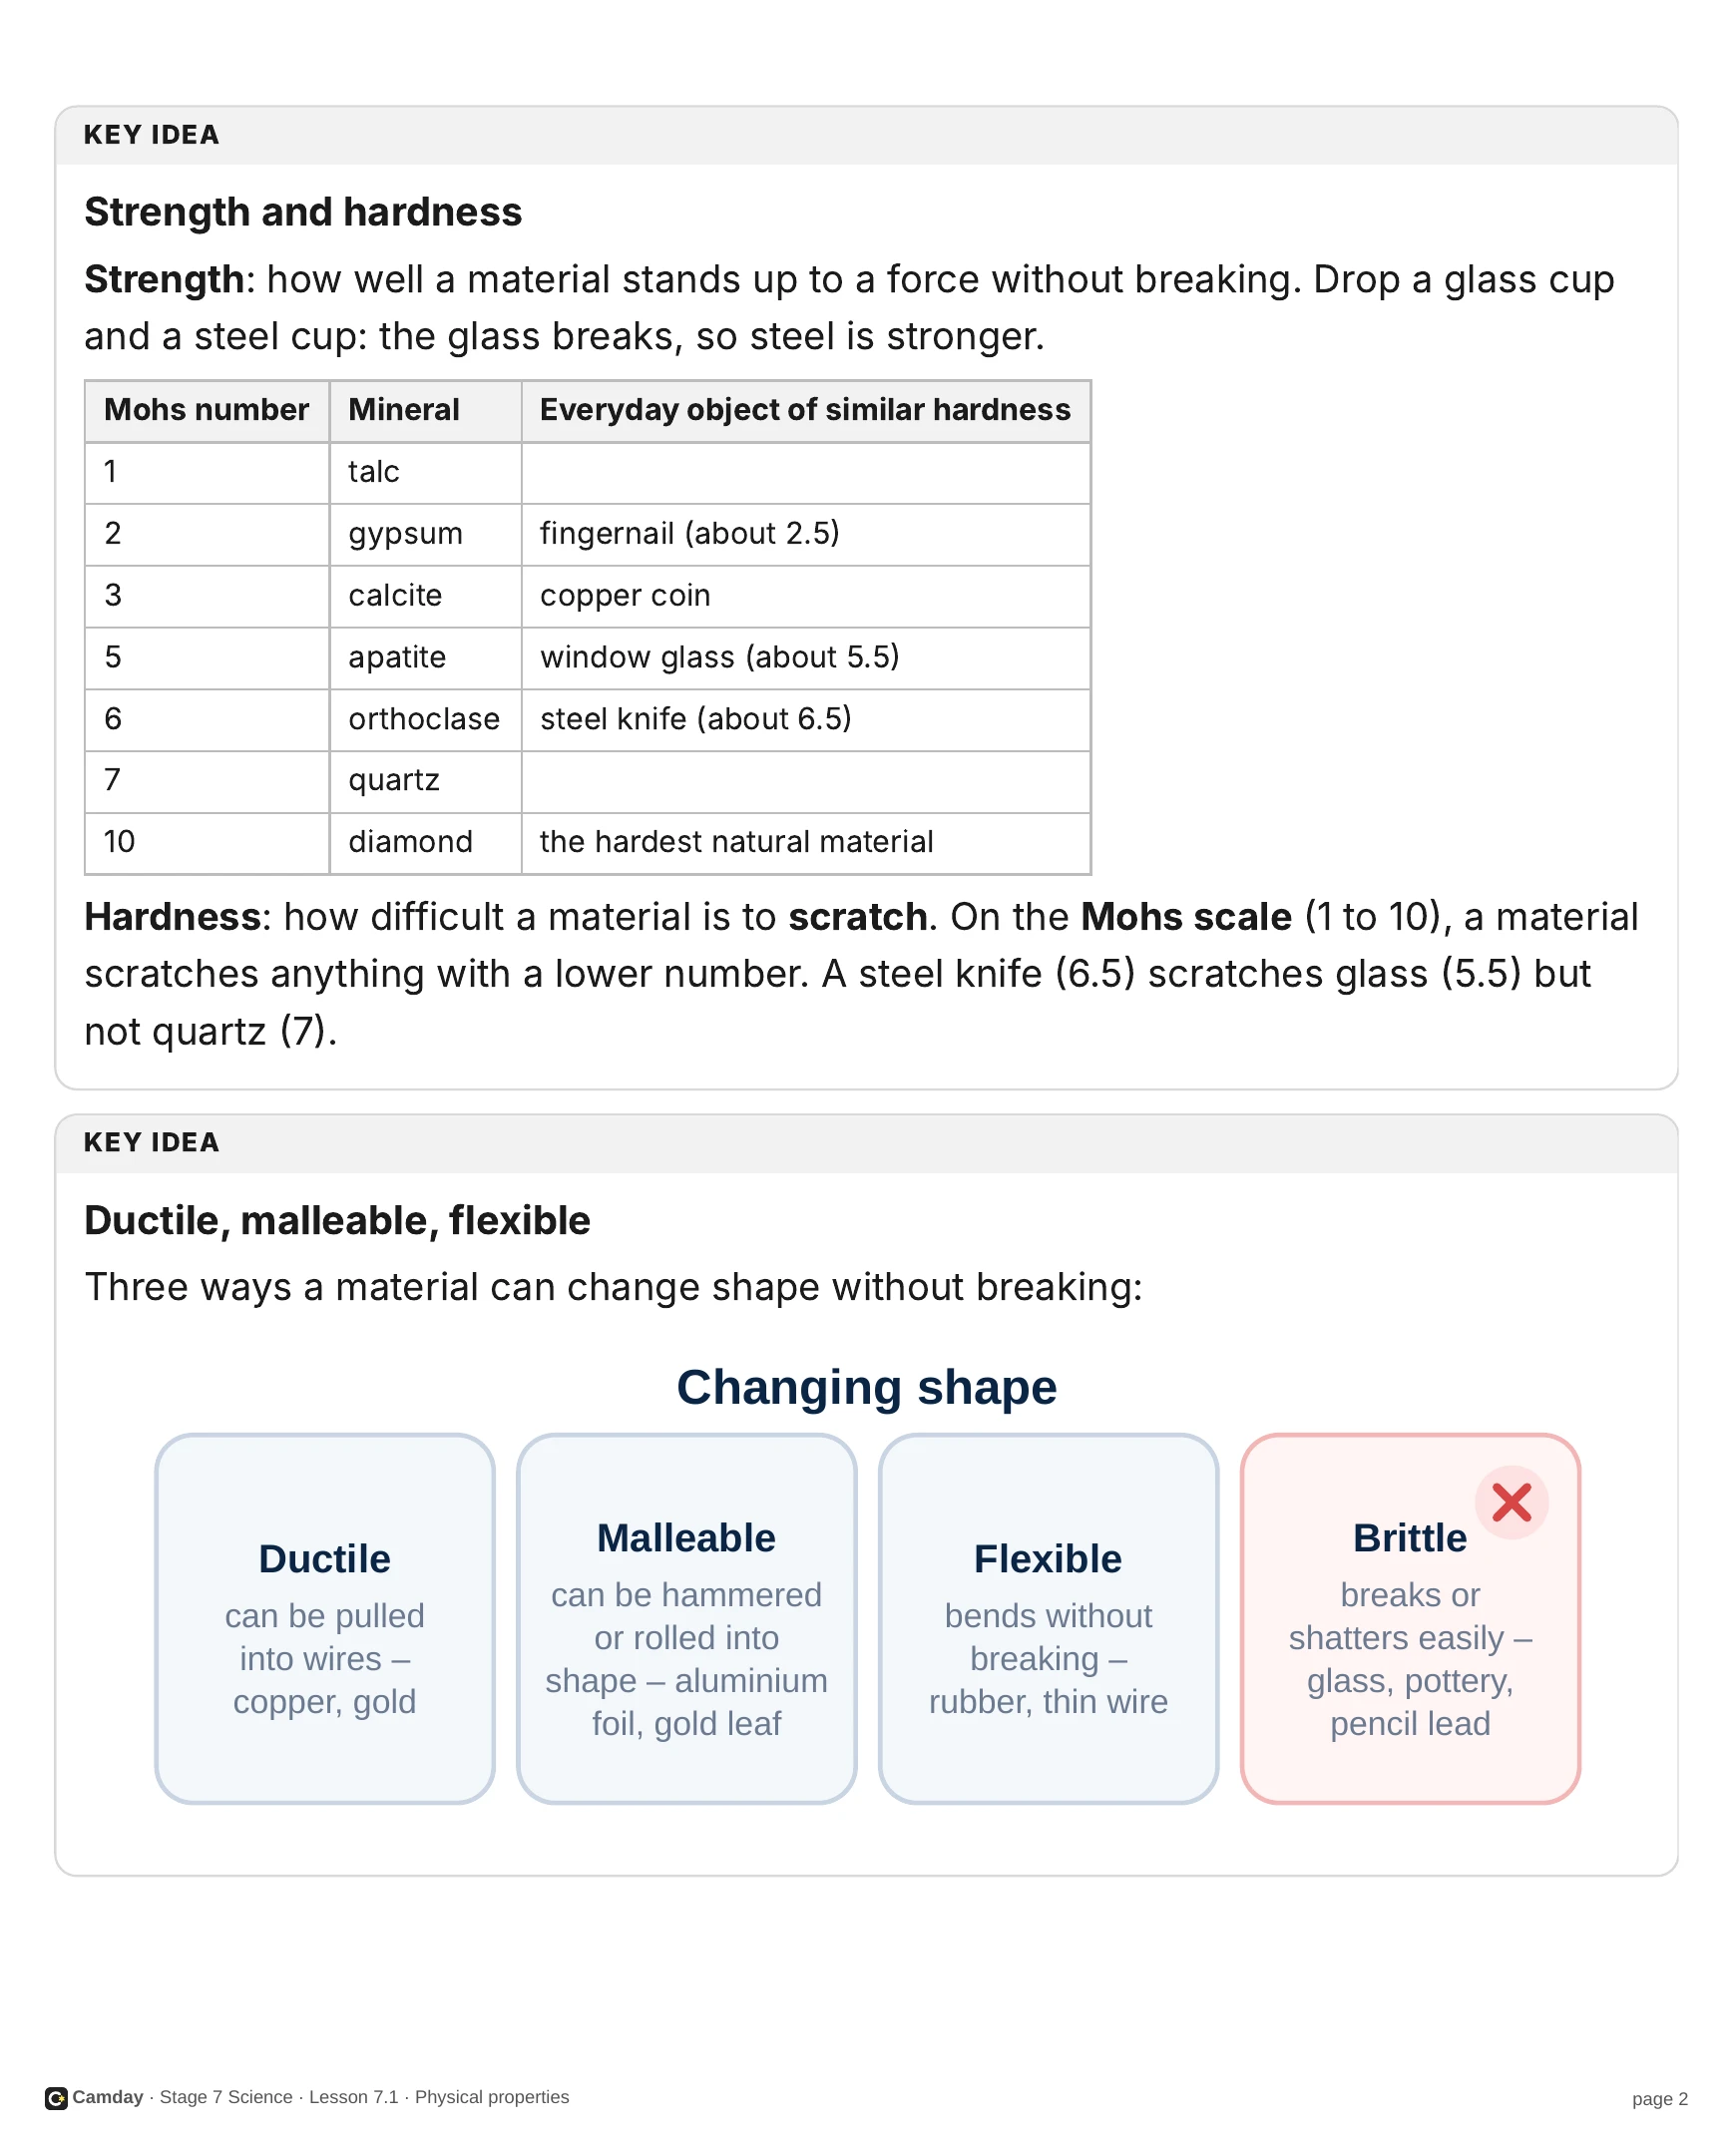 KEY IDEA
Strength and hardness
Strength: how well a material stands up to a force without breaking. Drop a glass cup
and a steel cup: the glass breaks, so steel is stronger.
Mohs number Mineral Everyday object of similar hardness
1 talc
2 gypsum fingernail (about 2.5)
3 calcite copper coin
5 apatite window glass (about 5.5)
6 orthoclase steel knife (about 6.5)
7 quartz
10 diamond the hardest natural material
Hardness: how difficult a material is to scratch. On the Mohs scale (1 to 10), a material
scratches anything with a lower number. A steel knife (6.5) scratches glass (5.5) but
not quartz (7).
KEY IDEA
Ductile, malleable, flexible
Three ways a material can change shape without breaking:
Changing shape
Ductile
can be pulled
into wires –
copper, gold
Malleable
can be hammered
or rolled into
shape – aluminium
foil, gold leaf
Flexible
bends without
breaking –
rubber, thin wire
Brittle
breaks or
shatters easily –
glass, pottery,
pencil lead
Camday · Stage 7 Science · Lesson 7.1 · Physical properties
page 2